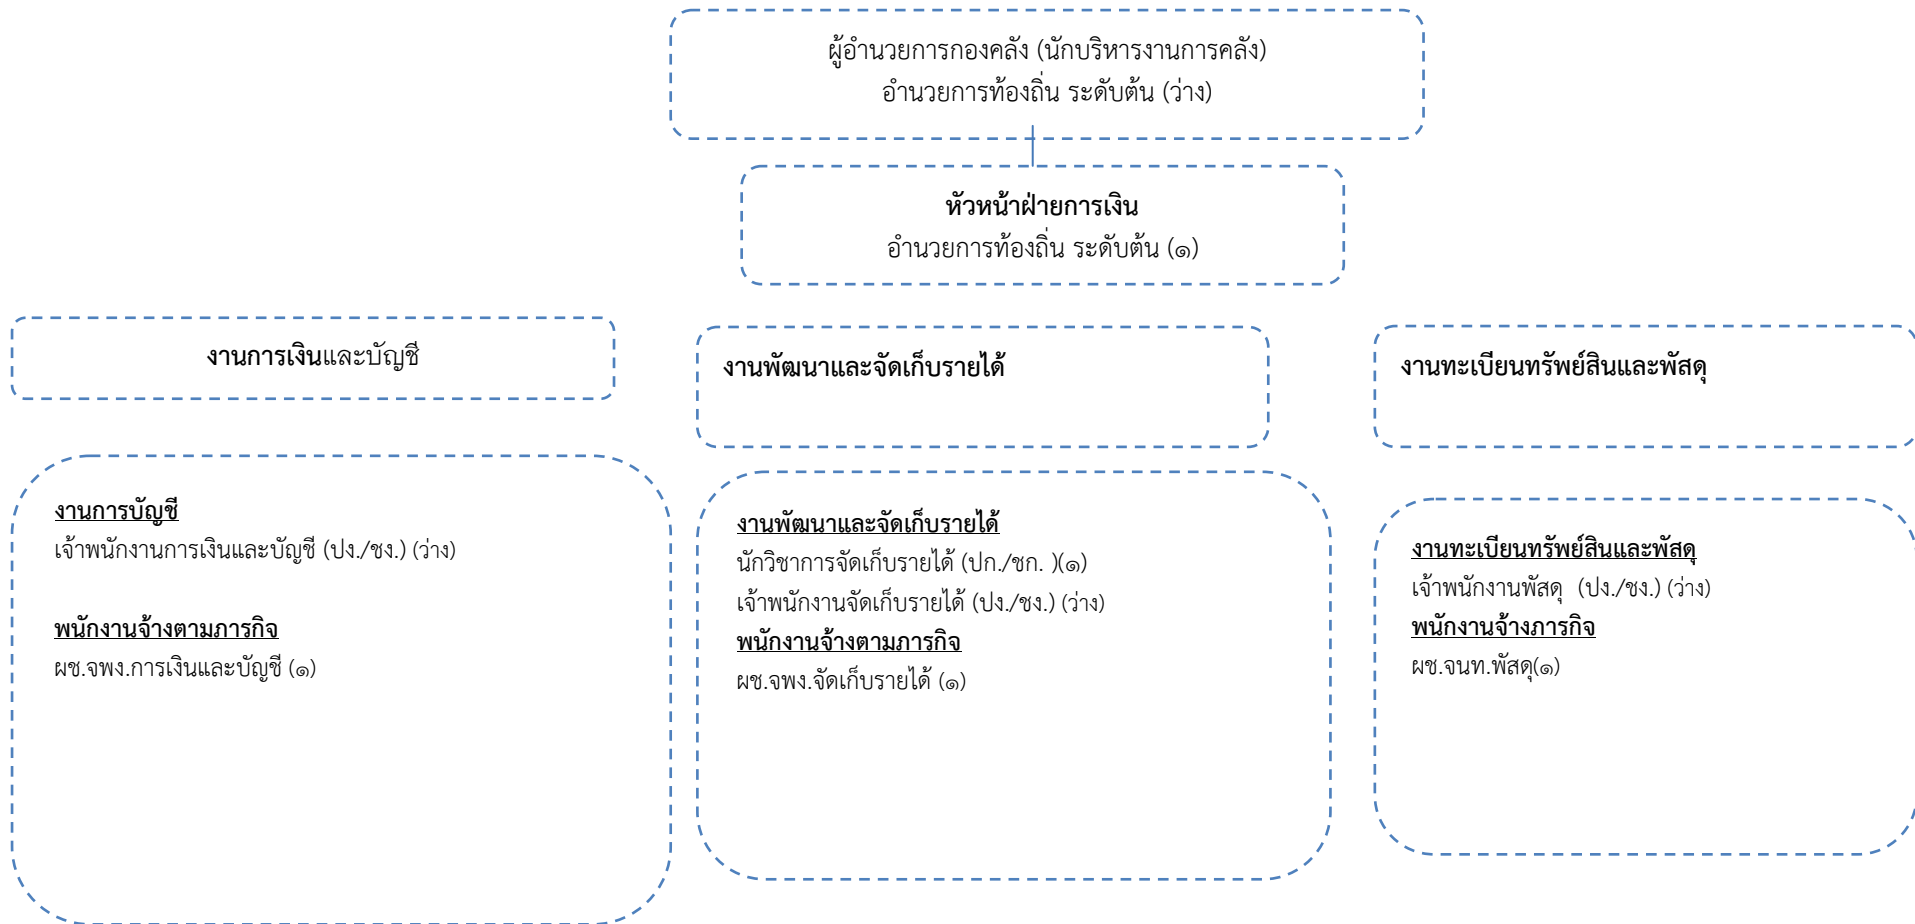 ผู้อำนวยการกองคลัง (นักบริหารงานการคลัง)
อำนวยการท้องถิ่น ระดับต้น (ว่าง)
หัวหน้าฝ่ายการเงิน
อำนวยการท้องถิ่น ระดับต้น (๑)
งานการเงินและบัญชี
งานพัฒนาและจัดเก็บรายได้
งานทะเบียนทรัพย์สินและพัสดุ
งานการบัญชี
เจ้าพนักงานการเงินและบัญชี (ปง./ชง.) (ว่าง)
พนักงานจ้างตามภารกิจ
ผช.จพง.การเงินและบัญชี (๑)
งานพัฒนาและจัดเก็บรายได้
นักวิชาการจัดเก็บรายได้ (ปก./ชก. )(๑)
เจ้าพนักงานจัดเก็บรายได้ (ปง./ชง.) (ว่าง)
พนักงานจ้างตามภารกิจ
ผช.จพง.จัดเก็บรายได้ (๑)
งานทะเบียนทรัพย์สินและพัสดุ
เจ้าพนักงานพัสดุ (ปง./ชง.) (ว่าง)
พนักงานจ้างภารกิจ
ผช.จนท.พัสดุ(๑)